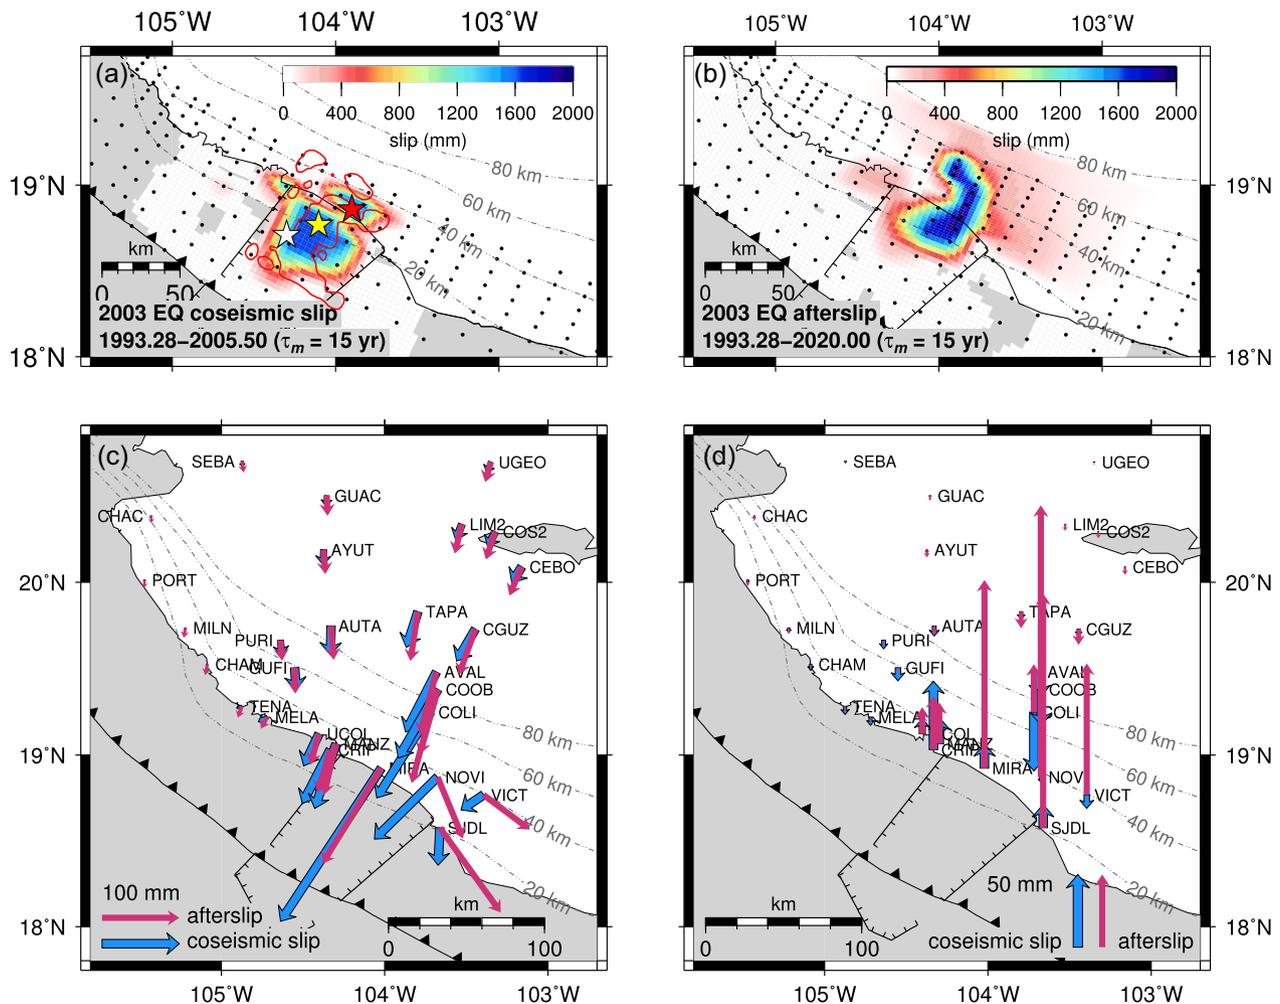 105°W 104°W 103°W
(a)
0 400 800 1200 1600 2000
slip (mm)
80 km
60 km
40 km
20 km
19°N
18°N
km
0 50
2003 EQ coseismic slip
1993.28−2005.50 (τm = 15 yr)
105°W 104°W 103°W
(b)
0 400 800 1200 1600 2000
slip (mm)
80 km
60 km
40 km
20 km
19°N
18°N
km
0 50
2003 EQ afterslip
1993.28−2020.00 (τm = 15 yr)
(c)
SEBA
UGEO
GUAC
CHAC
LIM2
COS2
AYUT
CEBO
PORT
TAPA
MILN
AUTA
CGUZ
PURI
CHAM
GUFI
AVAL
COOB
TENA
COLI
MELA
UCOL
MANZ
CRIP
MIRA
NOVI
VICT
SJDL
80 km
60 km
40 km
20 km
20°N
19°N
18°N
100 mm
afterslip
coseismic slip
km
0 100
105°W 104°W 103°W
(d)
SEBA
UGEO
GUAC
CHAC
LIM2
COS2
AYUT
CEBO
PORT
TAPA
MILN
AUTA
CGUZ
PURI
CHAM
GUFI
AVAL
COOB
TENA
COLI
MELA
MANZ
MIRA
NOVI
VICT
SJDL
80 km
60 km
40 km
20 km
20°N
19°N
18°N
50 mm
km
0 100
coseismic slip
afterslip
105°W 104°W 103°W